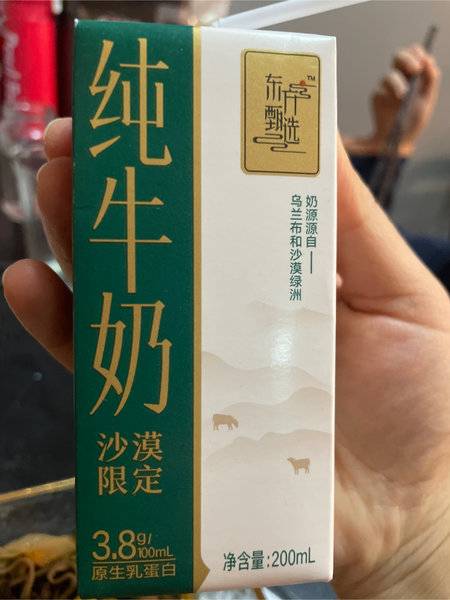 纯牛奶
沙漠
限定
3.8g/100mL
原生乳蛋白
东方
甄选
TM
奶源源自——
乌兰布和沙漠绿洲
净含量:200mL